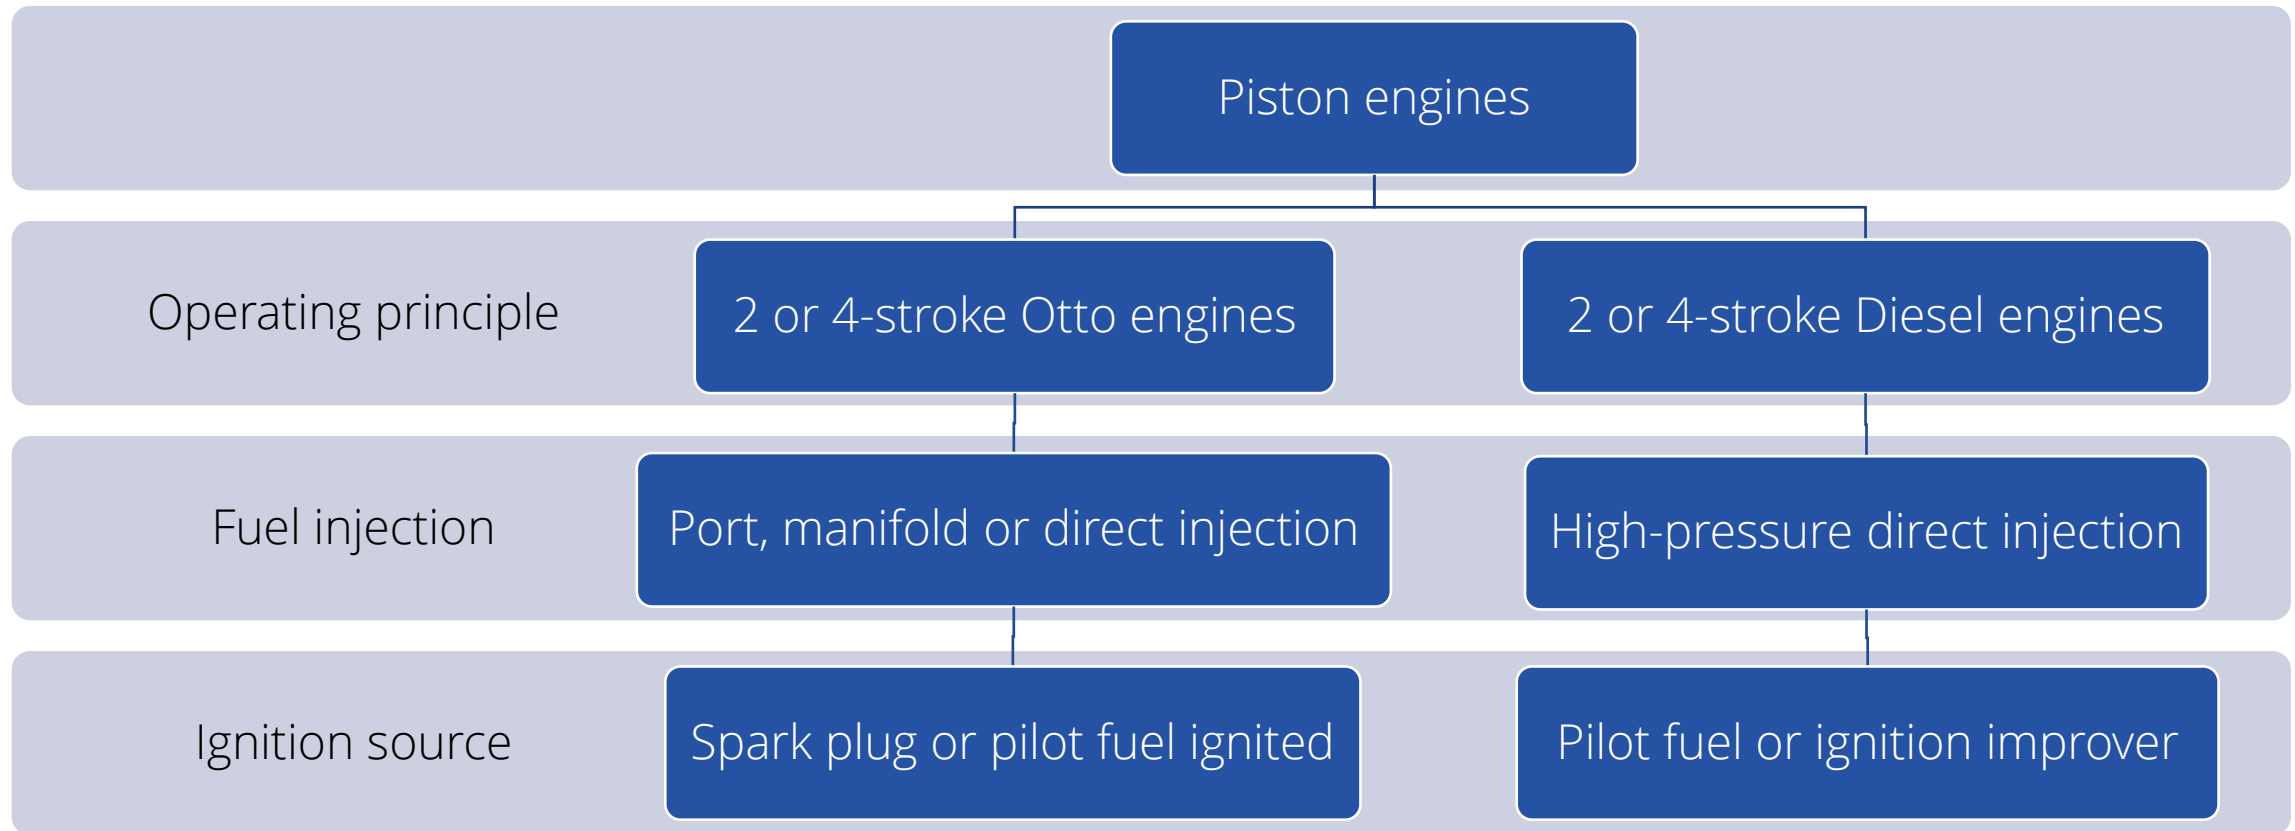 Piston engines
Operating principle
2 or 4-stroke Otto engines
2 or 4-stroke Diesel engines
Fuel injection
Port, manifold or direct injection
High-pressure direct injection
Ignition source
Spark plug or pilot fuel ignited
Pilot fuel or ignition improver